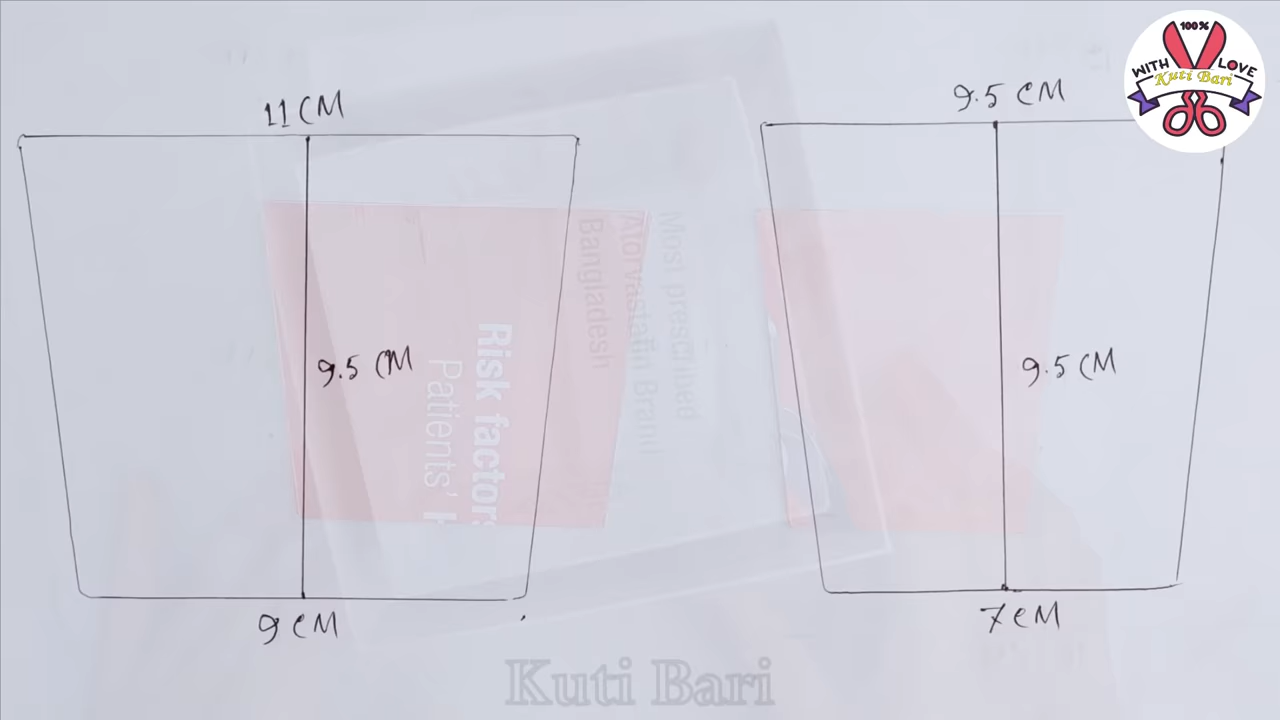 11 CM
9.5 CM
9 CM
9.5 CM
9.5 CM
7 CM
100%
WITH LOVE
Kuti Bari
Most prescribed
Atorvastatin Brand
Bangladesh
Risk factors
Patients'
Kuti Bari